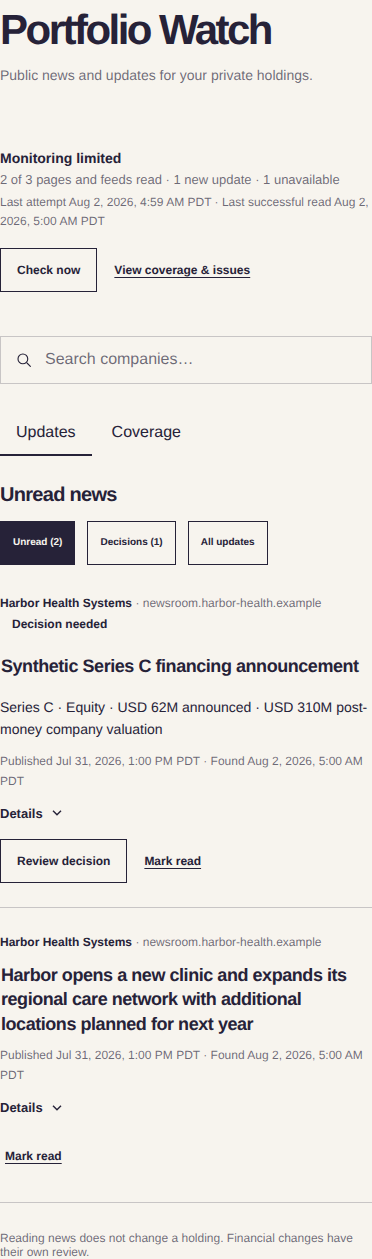 Portfolio Watch
Public news and updates for your private holdings.
Monitoring limited
2 of 3 pages and feeds read · 1 new update · 1 unavailable
Last attempt Aug 2, 2026, 4:59 AM PDT · Last successful read Aug 2,
2026, 5:00 AM PDT
Check now View coverage & issues
Search companies…
Updates Coverage
Unread news
Unread (2) Decisions (1) All updates
Harbor Health Systems · newsroom.harbor-health.example
Decision needed
Synthetic Series C financing announcement
Series C · Equity · USD 62M announced · USD 310M post-
money company valuation
Published Jul 31, 2026, 1:00 PM PDT · Found Aug 2, 2026, 5:00 AM
PDT
Details
Review decision Mark read
Harbor Health Systems · newsroom.harbor-health.example
Harbor opens a new clinic and expands its
regional care network with additional
locations planned for next year
Published Jul 31, 2026, 1:00 PM PDT · Found Aug 2, 2026, 5:00 AM
PDT
Details
Mark read
Reading news does not change a holding. Financial changes have
their own review.